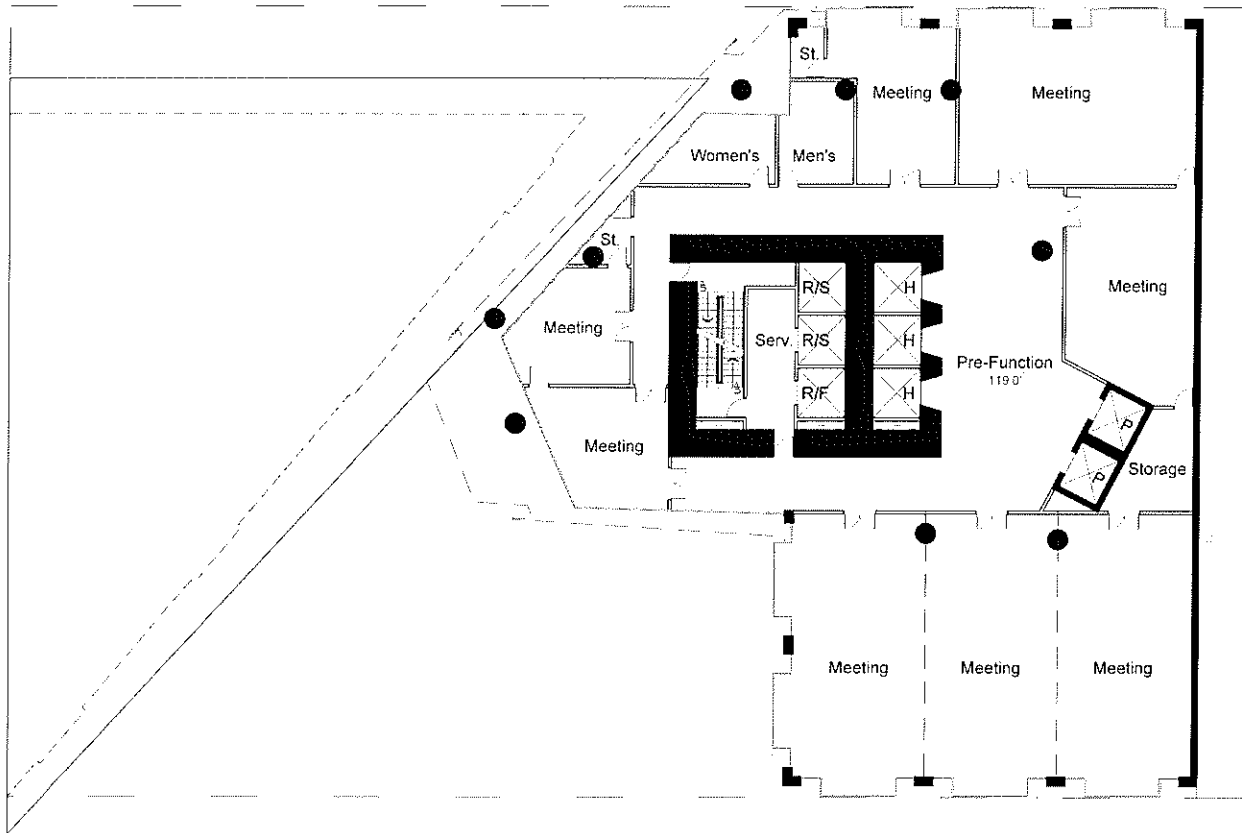 St.
Meeting
Meeting
Women's
Men's
St.
R/S
H
Meeting
Meeting
Serv.
R/S
H
Pre-Function
119.0'
R/F
H
Meeting
P
P
Storage
Meeting
Meeting
Meeting